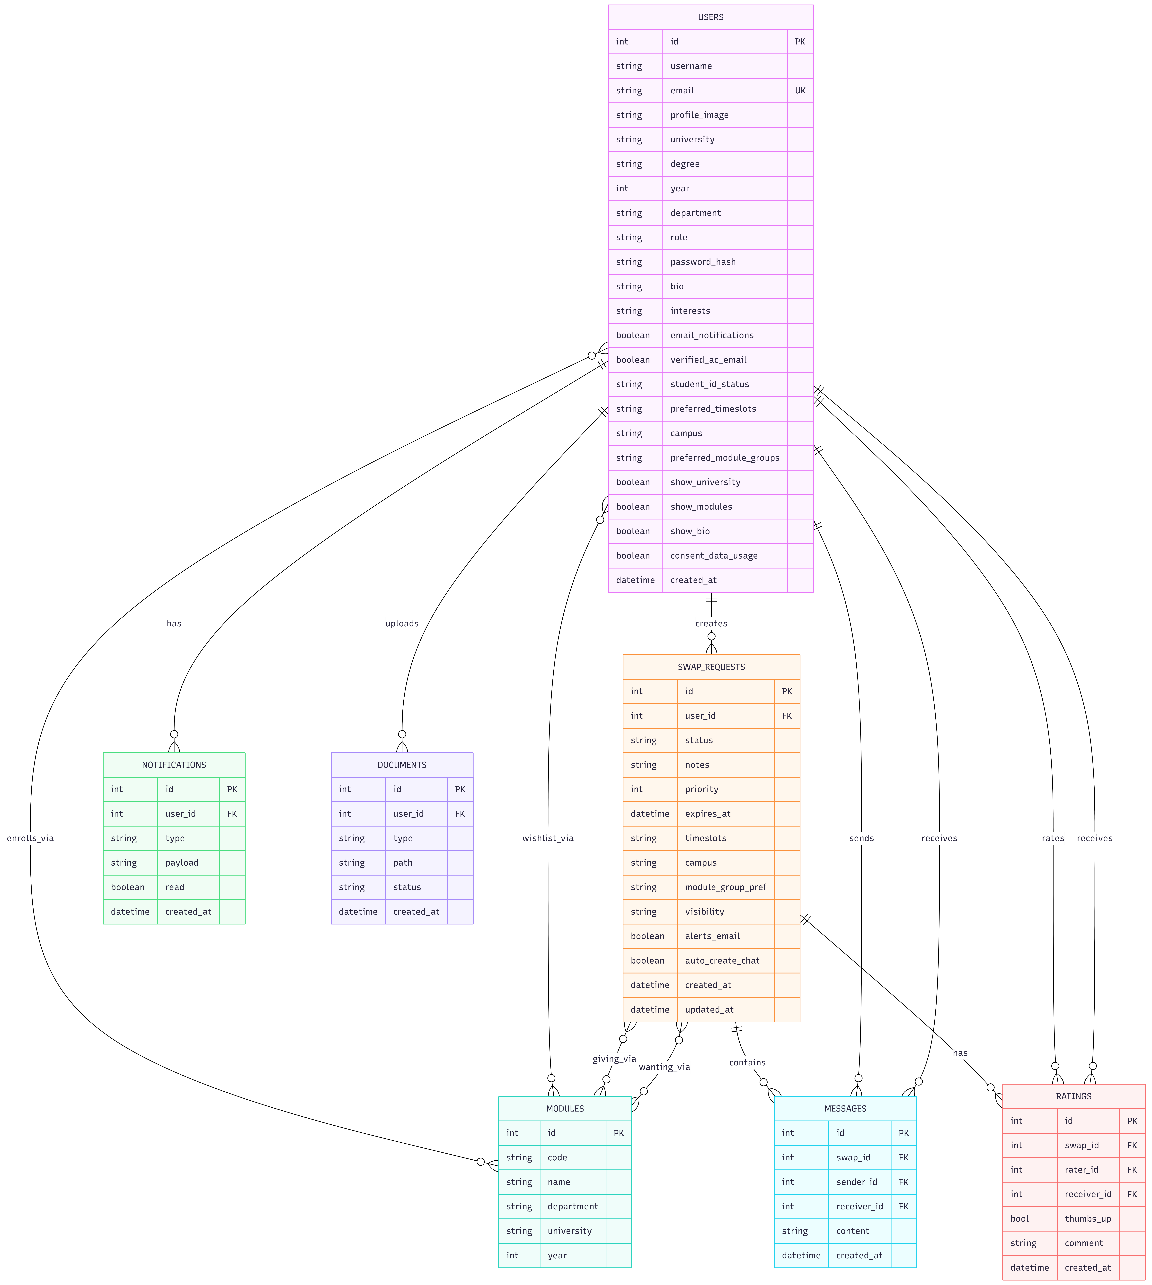 USERS
int id PK
string username
string email UK
string profile_image
string university
string degree
int year
string department
string role
string password_hash
string bio
string interests
boolean email_notifications
boolean verified_ac_email
string student_id_status
string preferred_timeslots
string campus
string preferred_module_groups
boolean show_university
boolean show_modules
boolean show_bio
boolean consent_data_usage
datetime created_at
has
uploads
creates
SWAP_REQUESTS
int id PK
int user_id FK
string status
string notes
int priority
datetime expires_at
string timeslots
string campus
string module_group_pref
string visibility
boolean alerts_email
boolean auto_create_chat
datetime created_at
datetime updated_at
NOTIFICATIONS
int id PK
int user_id FK
string type
string payload
boolean read
datetime created_at
DOCUMENTS
int id PK
int user_id FK
string type
string path
string status
datetime created_at
enrolls_via
wishlist_via
sends
receives
rates
receives
giving_via
wanting_via
contains
has
MODULES
int id PK
string code
string name
string department
string university
int year
MESSAGES
int id PK
int swap_id FK
int sender_id FK
int receiver_id FK
string content
datetime created_at
RATINGS
int id PK
int swap_id FK
int rater_id FK
int receiver_id FK
bool thumbs_up
string comment
datetime created_at